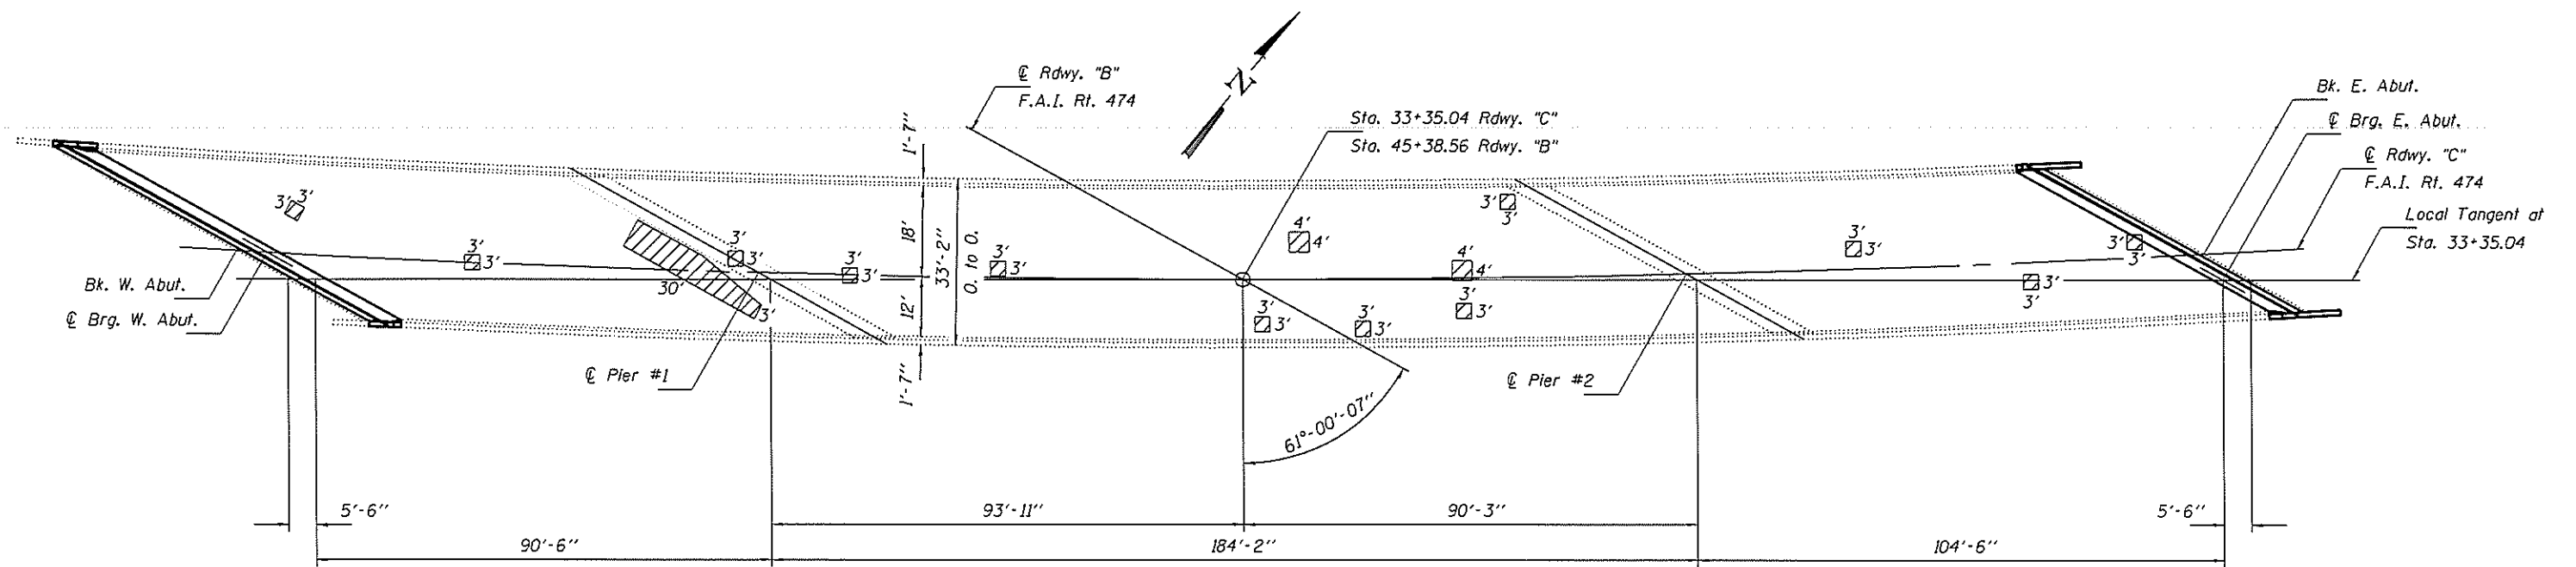 ℄ Rdwy. "B"
F.A.I. Rt. 474
N
Sta. 33+35.04 Rdwy. "C"
Sta. 45+38.56 Rdwy. "B"
Bk. E. Abut.
℄ Brg. E. Abut.
℄ Rdwy. "C"
F.A.I. Rt. 474
Local Tangent at
Sta. 33+35.04
1'-7"
18'
33'-2"
O. to O.
12'
1'-7"
3'
3'
3'
3'
3'
3'
3'
3'
3'
3'
4'
4'
3'
3'
4'
4'
3'
3'
3'
3'
3'
3'
3'
3'
3'
3'
3'
3'
30'
3'
Bk. W. Abut.
℄ Brg. W. Abut.
℄ Pier #1
℄ Pier #2
61°-00'-07"
5'-6"
93'-11"
90'-3"
5'-6"
90'-6"
184'-2"
104'-6"